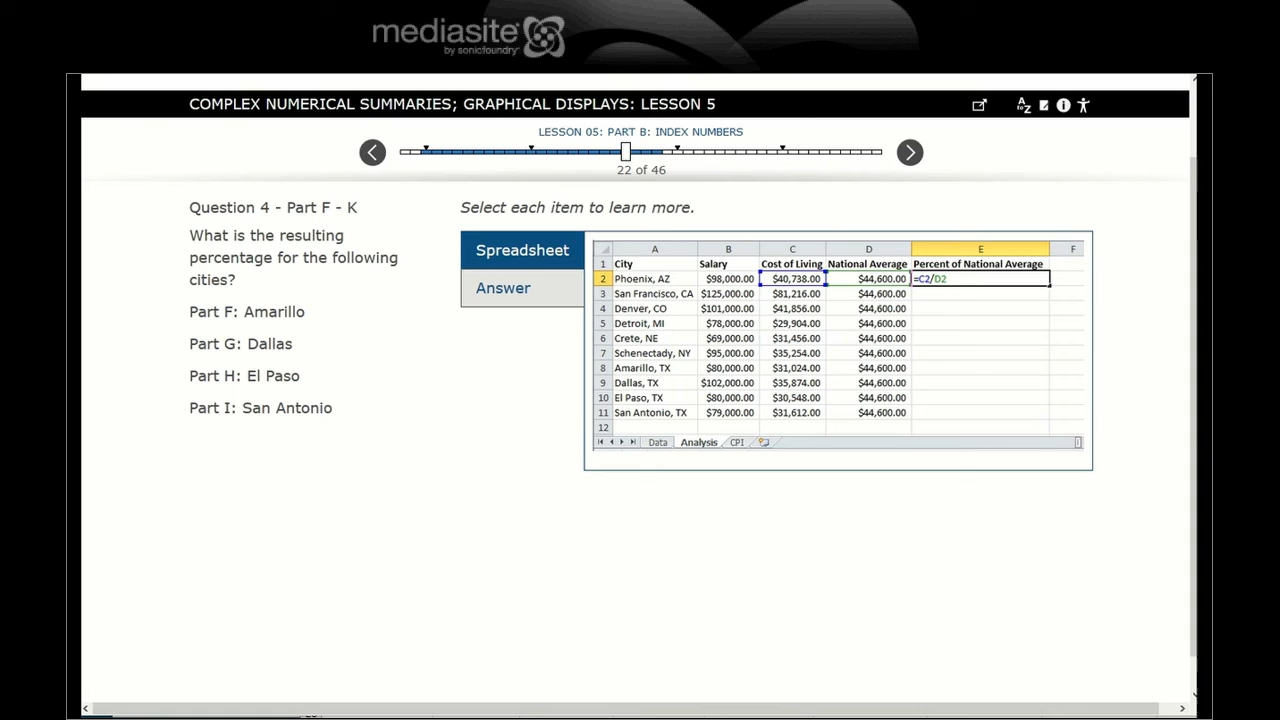 mediasite
by sonicfoundry
COMPLEX NUMERICAL SUMMARIES; GRAPHICAL DISPLAYS: LESSON 5
A to Z
LESSON 05: PART B: INDEX NUMBERS
22 of 46
Question 4 - Part F - K
What is the resulting
percentage for the following
cities?
Part F: Amarillo
Part G: Dallas
Part H: El Paso
Part I: San Antonio
Select each item to learn more.
Spreadsheet
Answer
A B C D E F
1 City Salary Cost of Living National Average Percent of National Average
2 Phoenix, AZ $98,000.00 $40,738.00 $44,600.00 =C2/D2
3 San Francisco, CA $125,000.00 $81,216.00 $44,600.00
4 Denver, CO $101,000.00 $41,856.00 $44,600.00
5 Detroit, MI $78,000.00 $29,904.00 $44,600.00
6 Crete, NE $69,000.00 $31,456.00 $44,600.00
7 Schenectady, NY $95,000.00 $35,254.00 $44,600.00
8 Amarillo, TX $80,000.00 $31,024.00 $44,600.00
9 Dallas, TX $102,000.00 $35,874.00 $44,600.00
10 El Paso, TX $80,000.00 $30,548.00 $44,600.00
11 San Antonio, TX $79,000.00 $31,612.00 $44,600.00
12
Data Analysis CPI